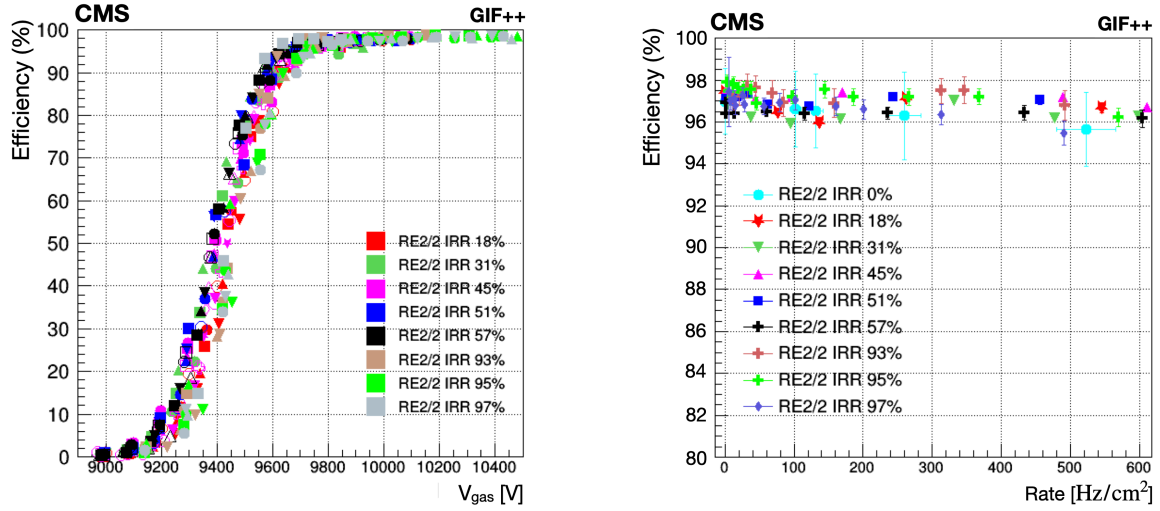 CMS GIF++
Efficiency (%)
100
90
80
70
60
50
40
30
20
10
0
RE2/2 IRR 18%
RE2/2 IRR 31%
RE2/2 IRR 45%
RE2/2 IRR 51%
RE2/2 IRR 57%
RE2/2 IRR 93%
RE2/2 IRR 95%
RE2/2 IRR 97%
9000 9200 9400 9600 9800 10000 10200 10400
Vgas [V]
CMS GIF++
Efficiency (%)
100
98
96
94
92
90
88
86
84
82
80
RE2/2 IRR 0%
RE2/2 IRR 18%
RE2/2 IRR 31%
RE2/2 IRR 45%
RE2/2 IRR 51%
RE2/2 IRR 57%
RE2/2 IRR 93%
RE2/2 IRR 95%
RE2/2 IRR 97%
0 100 200 300 400 500 600
Rate [Hz/cm²]